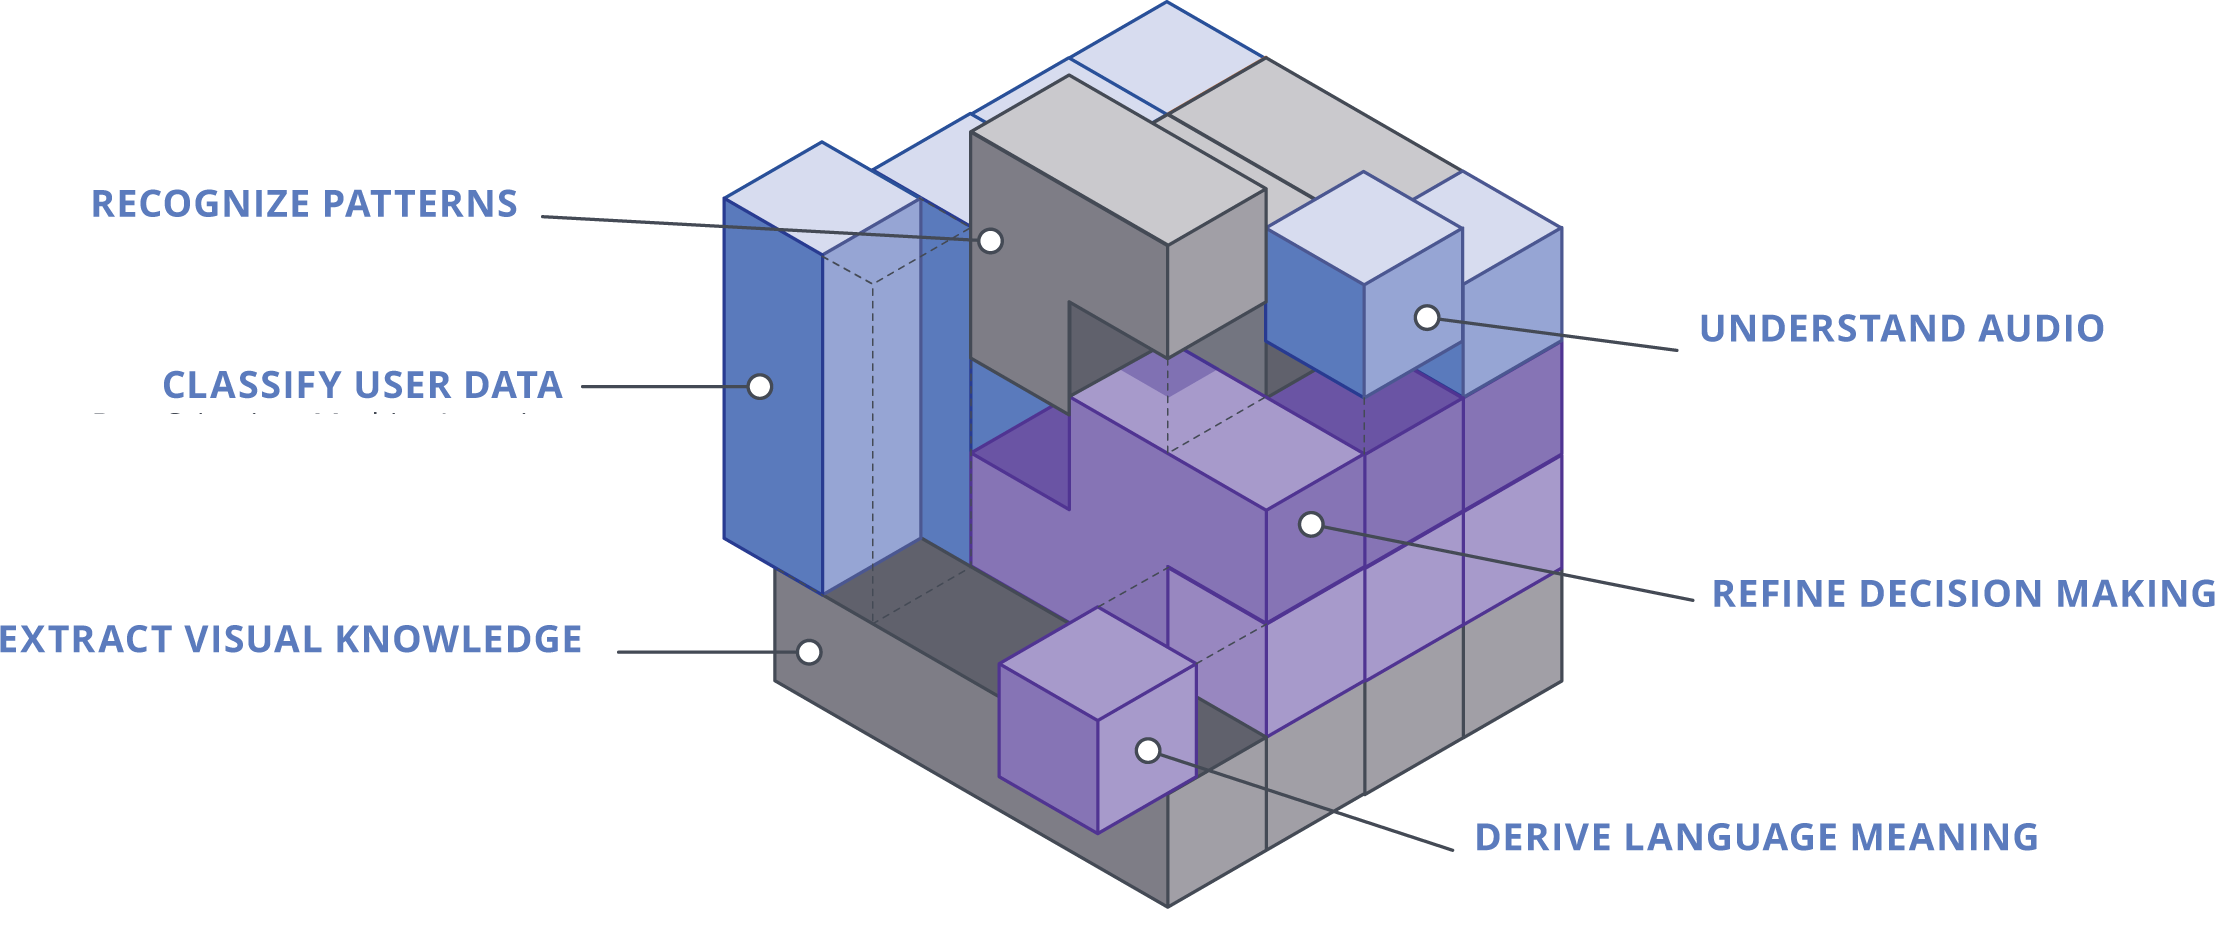 RECOGNIZE PATTERNS
CLASSIFY USER DATA
EXTRACT VISUAL KNOWLEDGE
UNDERSTAND AUDIO
REFINE DECISION MAKING
DERIVE LANGUAGE MEANING